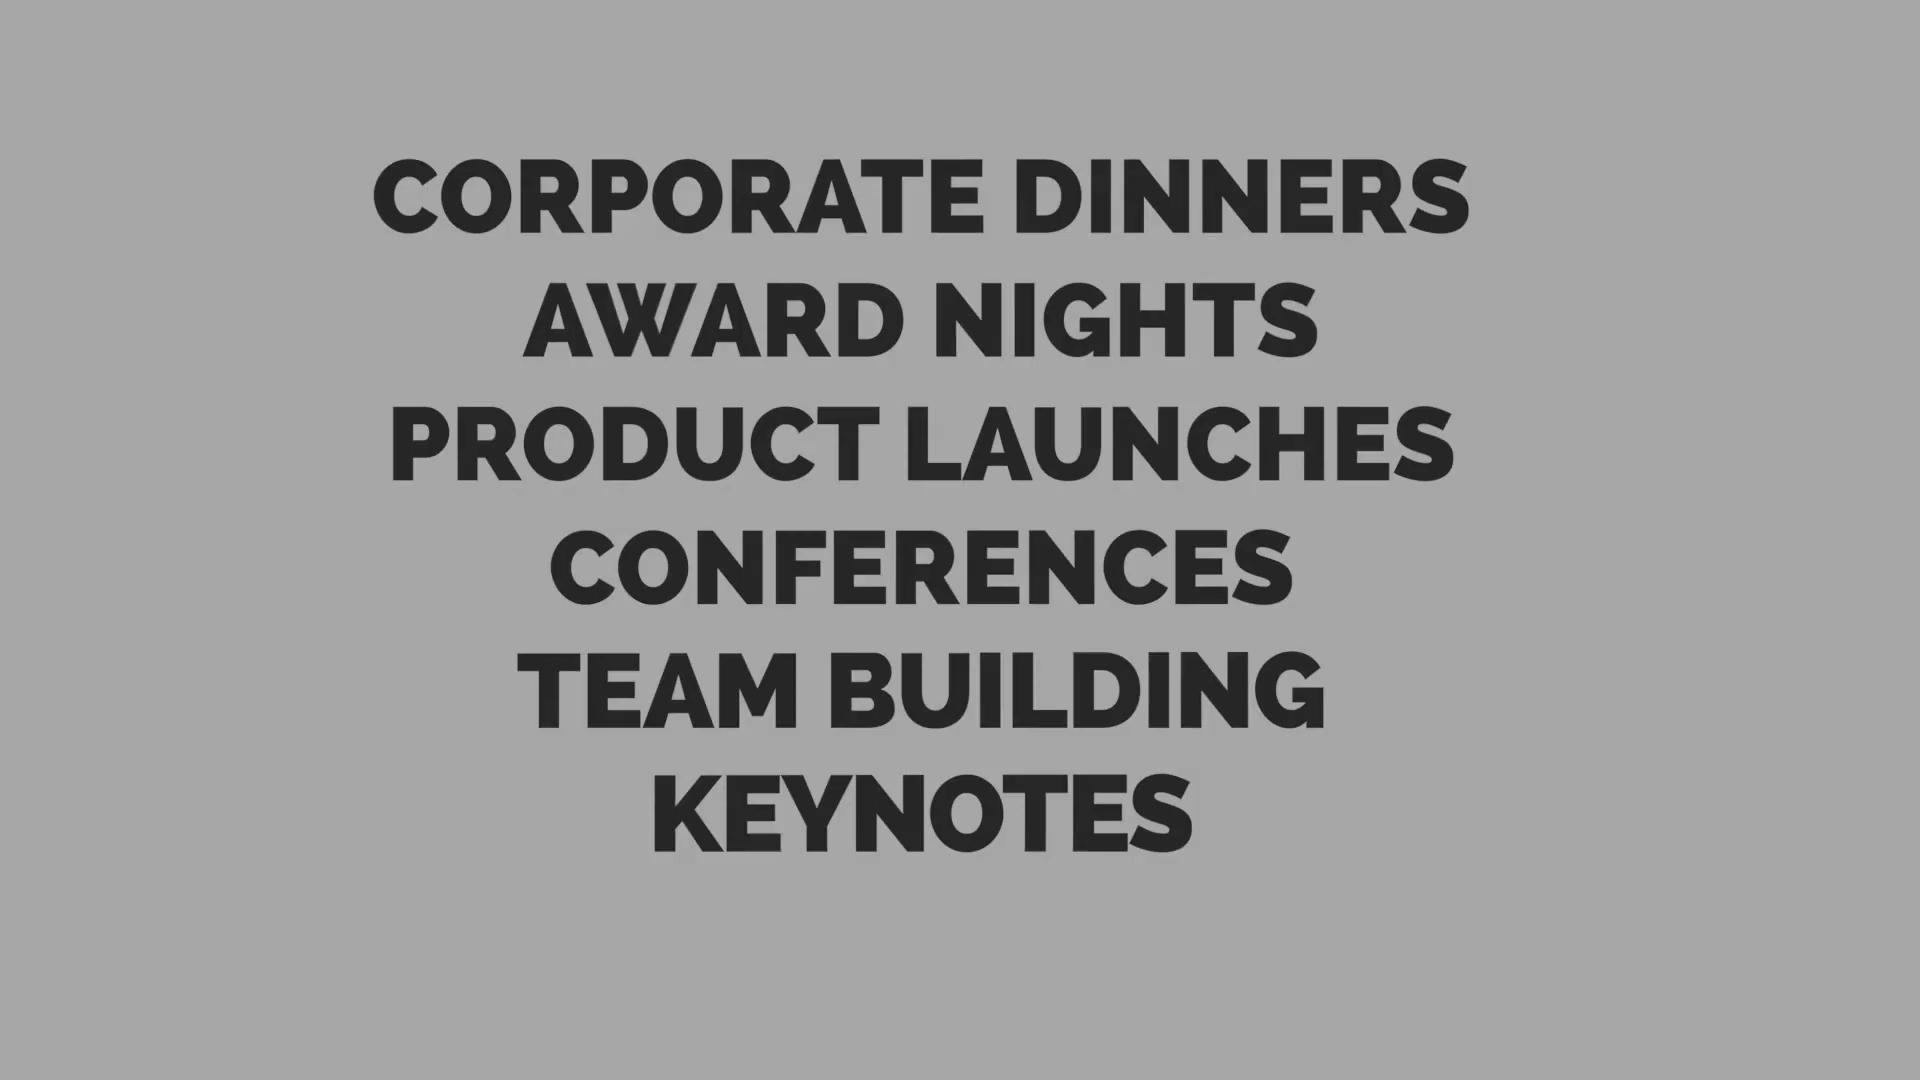 CORPORATE DINNERS
AWARD NIGHTS
PRODUCT LAUNCHES
CONFERENCES
TEAM BUILDING
KEYNOTES